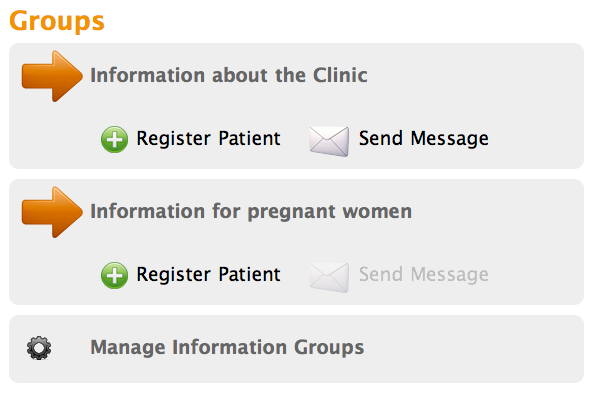 Groups
Information about the Clinic
Register Patient Send Message
Information for pregnant women
Register Patient Send Message
Manage Information Groups